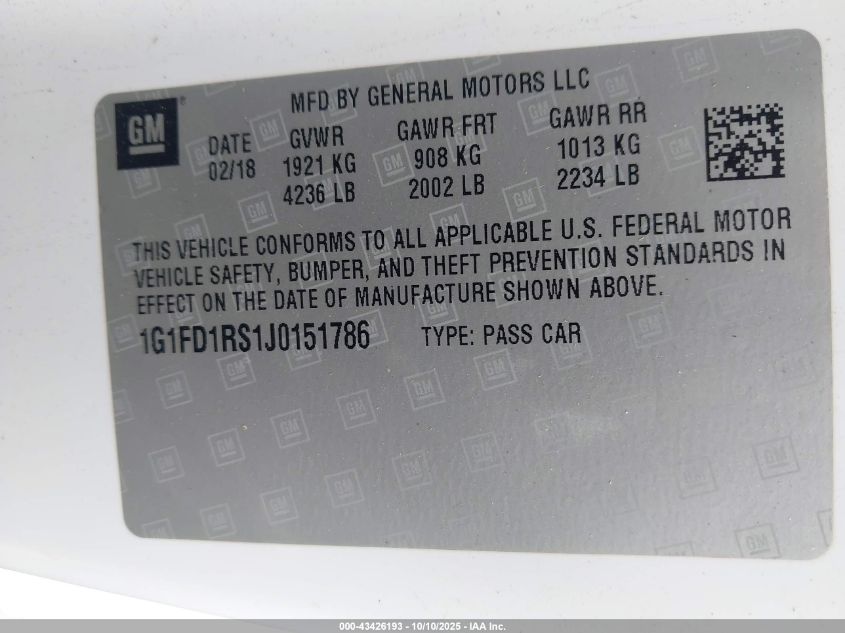 GM
MFD BY GENERAL MOTORS LLC
DATE GVWR GAWR FRT GAWR RR
02/18 1921 KG 908 KG 1013 KG
4236 LB 2002 LB 2234 LB
THIS VEHICLE CONFORMS TO ALL APPLICABLE U.S. FEDERAL MOTOR
VEHICLE SAFETY, BUMPER, AND THEFT PREVENTION STANDARDS IN
EFFECT ON THE DATE OF MANUFACTURE SHOWN ABOVE.
1G1FD1RS1J0151786 TYPE: PASS CAR
000-43426193 - 10/10/2025 - IAA Inc.